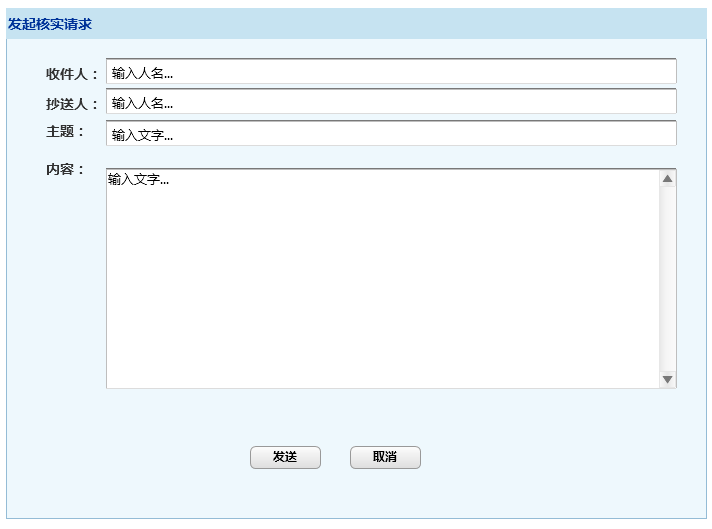 发起核实请求
收件人： 输入人名...
抄送人： 输入人名...
主题： 输入文字...
内容： 输入文字...
发送 取消